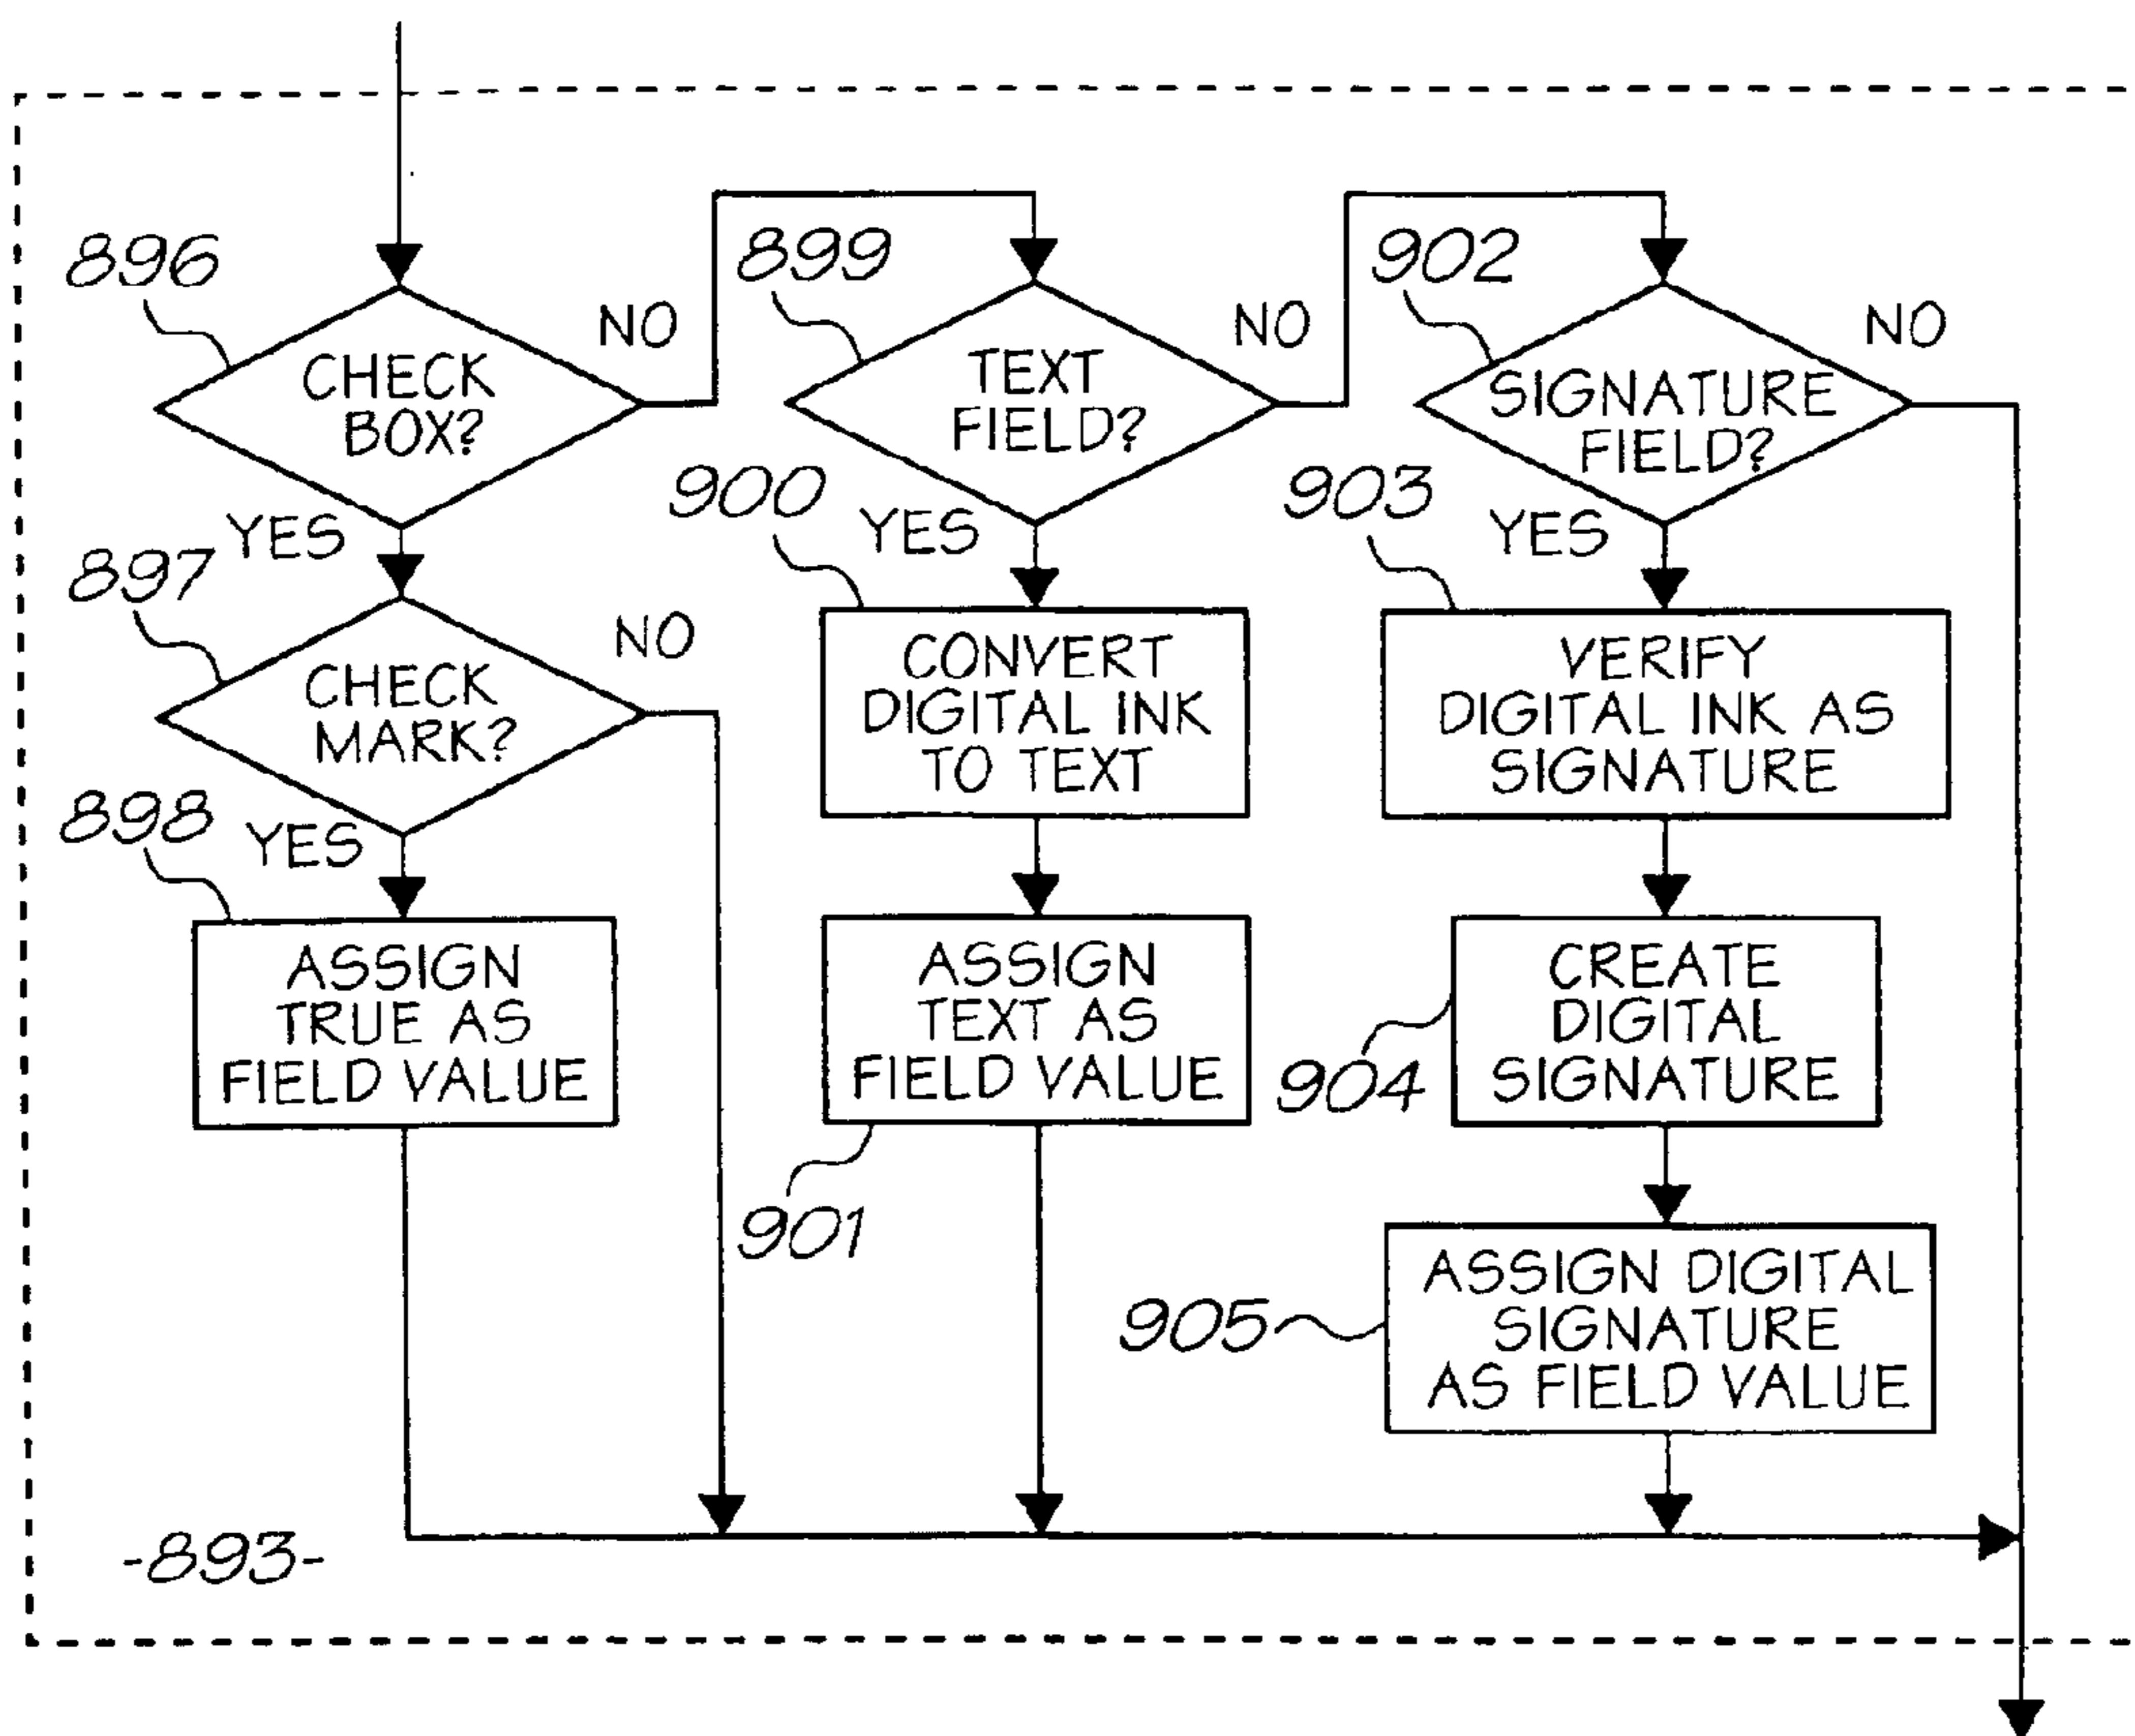 896
CHECK
BOX?
NO
YES
897
CHECK
MARK?
NO
YES
898
ASSIGN
TRUE AS
FIELD VALUE
899
TEXT
FIELD?
NO
YES
900
CONVERT
DIGITAL INK
TO TEXT
ASSIGN
TEXT AS
FIELD VALUE
901
902
SIGNATURE
FIELD?
NO
YES
903
VERIFY
DIGITAL INK AS
SIGNATURE
CREATE
DIGITAL
SIGNATURE
904
ASSIGN DIGITAL
SIGNATURE
AS FIELD VALUE
905
-893-